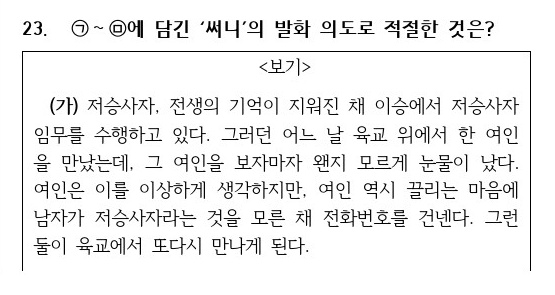 23. ㉠~㉤에 담긴 ‘써니’의 발화 의도로 적절한 것은?
<보기>
(가) 저승사자, 전생의 기억이 지워진 채 이승에서 저승사자
임무를 수행하고 있다. 그러던 어느 날 육교 위에서 한 여인
을 만났는데, 그 여인을 보자마자 왠지 모르게 눈물이 났다.
여인은 이를 이상하게 생각하지만, 여인 역시 끌리는 마음에
남자가 저승사자라는 것을 모른 채 전화번호를 건넨다. 그런
둘이 육교에서 또다시 만나게 된다.